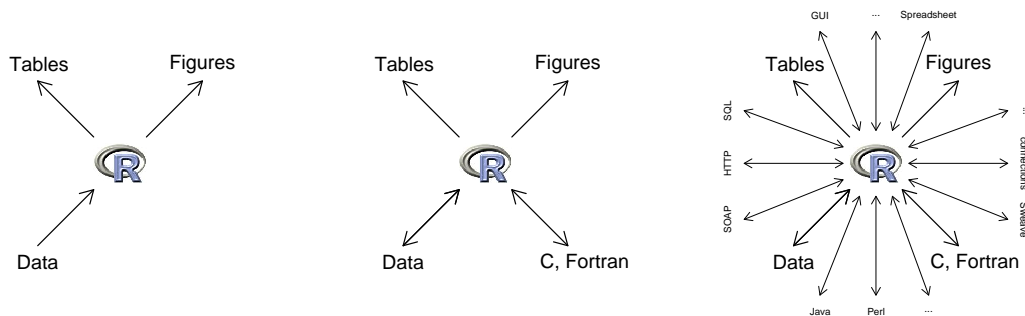 Tables
Figures
R
Data
Tables
Figures
R
Data
C, Fortran
GUI
...
Spreadsheet
Tables
Figures
SQL
...
HTTP
R
connections
SOAP
Sweave
Data
C, Fortran
Java
Perl
...